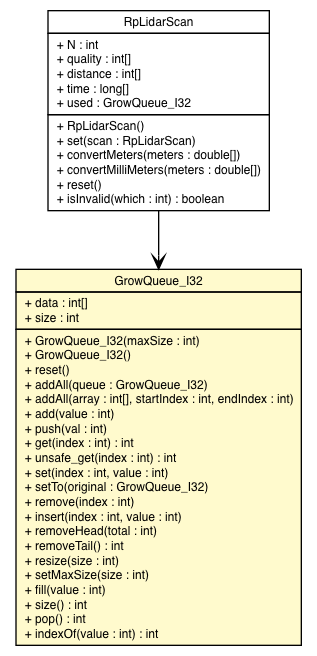 RpLidarScan
+ N : int
+ quality : int[]
+ distance : int[]
+ time : long[]
+ used : GrowQueue_I32
+ RpLidarScan()
+ set(scan : RpLidarScan)
+ convertMeters(meters : double[])
+ convertMilliMeters(meters : double[])
+ reset()
+ isInvalid(which : int) : boolean
GrowQueue_I32
+ data : int[]
+ size : int
+ GrowQueue_I32(maxSize : int)
+ GrowQueue_I32()
+ reset()
+ addAll(queue : GrowQueue_I32)
+ addAll(array : int[], startIndex : int, endIndex : int)
+ add(value : int)
+ push(val : int)
+ get(index : int) : int
+ unsafe_get(index : int) : int
+ set(index : int, value : int)
+ setTo(original : GrowQueue_I32)
+ remove(index : int)
+ insert(index : int, value : int)
+ removeHead(total : int)
+ removeTail() : int
+ resize(size : int)
+ setMaxSize(size : int)
+ fill(value : int)
+ size() : int
+ pop() : int
+ indexOf(value : int) : int